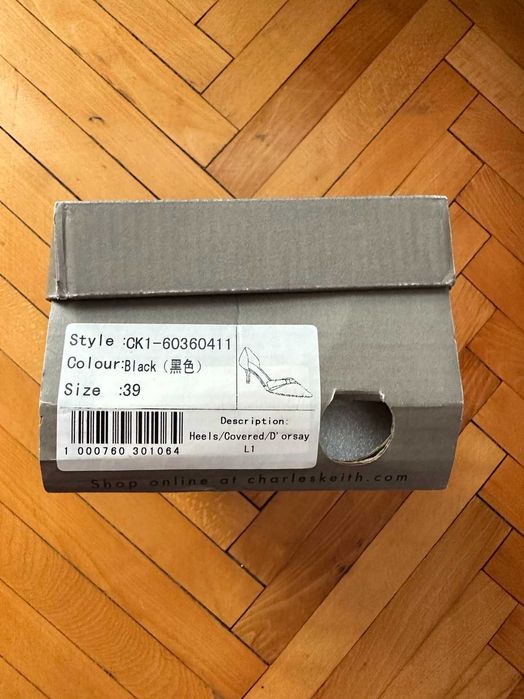 Style :CK1-60360411
Colour:Black (黑色)
Size :39
1 000760 301064
Description:
Heels/Covered/D'orsay
L1
Shop online at charleskeith.com